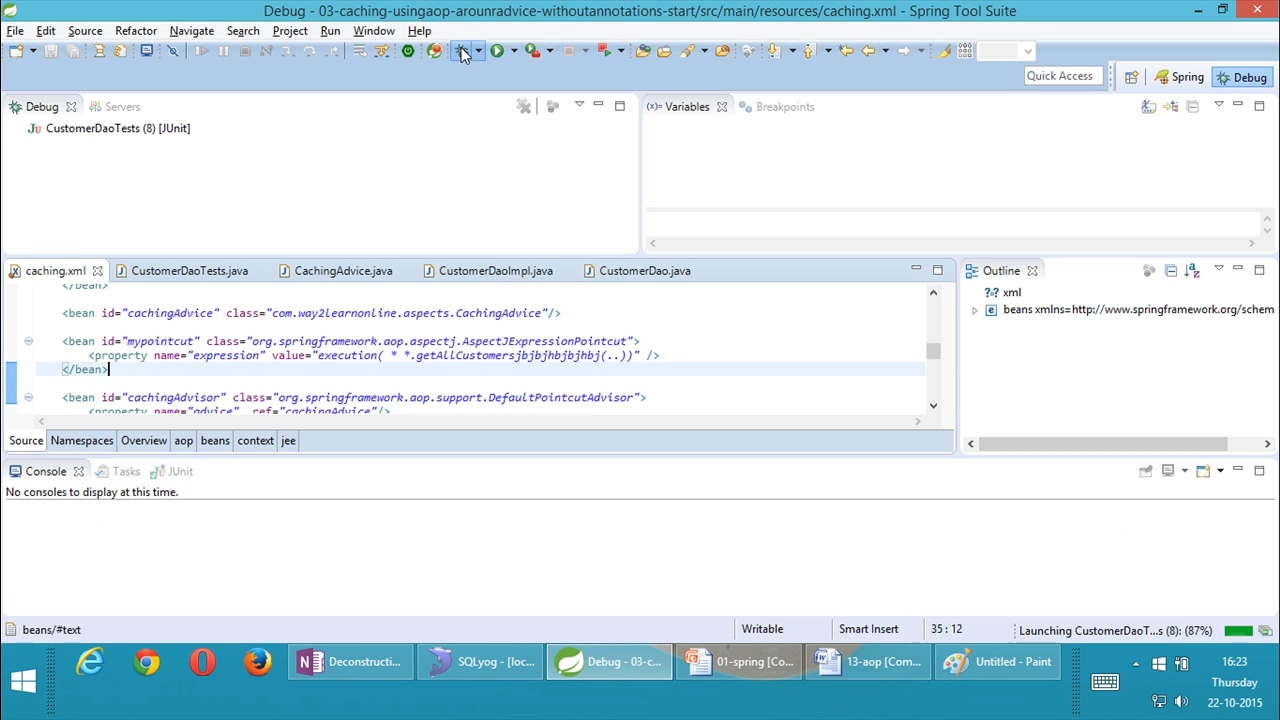 Debug - 03-caching-usingaop-arounradvice-withoutannotations-start/src/main/resources/caching.xml - Spring Tool Suite
File Edit Source Refactor Navigate Search Project Run Window Help
Quick Access Spring Debug
Debug Servers
(x)= Variables Breakpoints
Ju CustomerDaoTests (8) [JUnit]
caching.xml CustomerDaoTests.java CachingAdvice.java CustomerDaoImpl.java CustomerDao.java
Outline
</bean>
<bean id="cachingAdvice" class="com.way2learnonline.aspects.CachingAdvice"/>
<bean id="mypointcut" class="org.springframework.aop.aspectj.AspectJExpressionPointcut">
<property name="expression" value="execution( * *.getAllCustomersjbjbjhbjbjhbj(..))" />
</bean>
<bean id="cachingAdvisor" class="org.springframework.aop.support.DefaultPointcutAdvisor">
<property name="advice" ref="cachingAdvice"/>
?=? xml
beans xmlns=http://www.springframework.org/schem
Source Namespaces Overview aop beans context jee
Console Tasks JUnit
No consoles to display at this time.
beans/#text
Writable
Smart Insert
35 : 12
Launching CustomerDaoT...s (8): (87%)
Deconstructi...
SQLyog - [loc...
Debug - 03-c...
01-spring [Co...
13-aop [Com...
Untitled - Paint
16:23
Thursday
22-10-2015